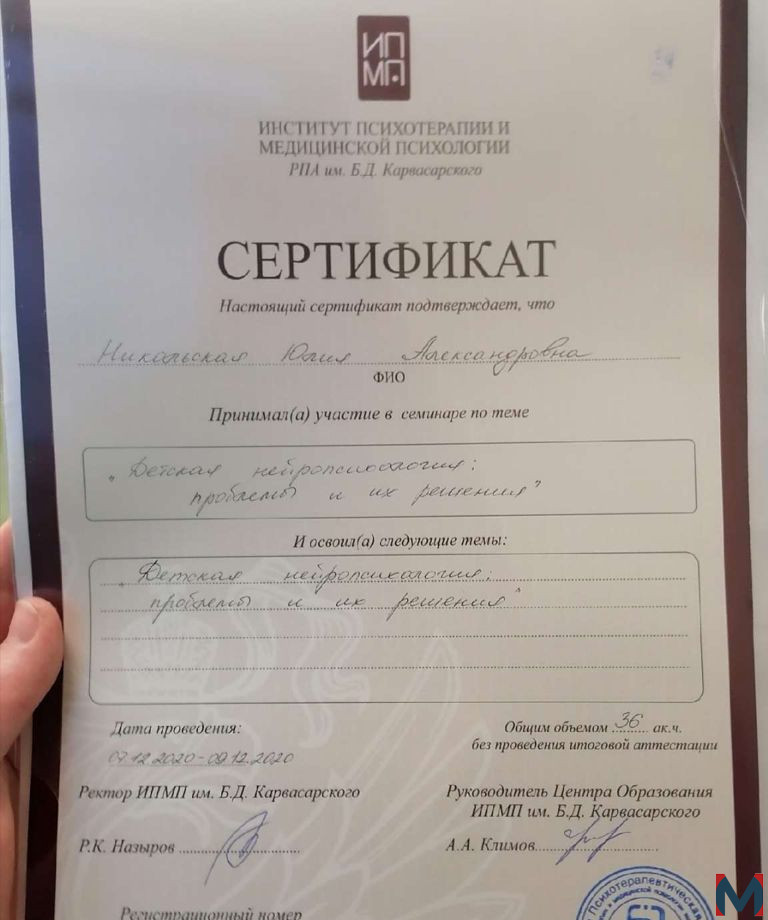 ИП
МП
ИНСТИТУТ ПСИХОТЕРАПИИ И
МЕДИЦИНСКОЙ ПСИХОЛОГИИ
РПА им. Б.Д. Карвасарского
СЕРТИФИКАТ
Настоящий сертификат подтверждает, что
Никольская Юлия Александровна
ФИО
Принимал(а) участие в семинаре по теме
„Детская нейропсихология:
проблемы и их решения"
И освоил(а) следующие темы:
„Детская нейропсихология:
проблемы и их решения"
Дата проведения:
07.12.2020-09.12.2020
Общим объемом 36 ак.ч.
без проведения итоговой аттестации
Ректор ИПМП им. Б.Д. Карвасарского
Руководитель Центра Образования
ИПМП им. Б.Д. Карвасарского
Р.К. Назыров
А.А. Климов
Регистрационный номер
М